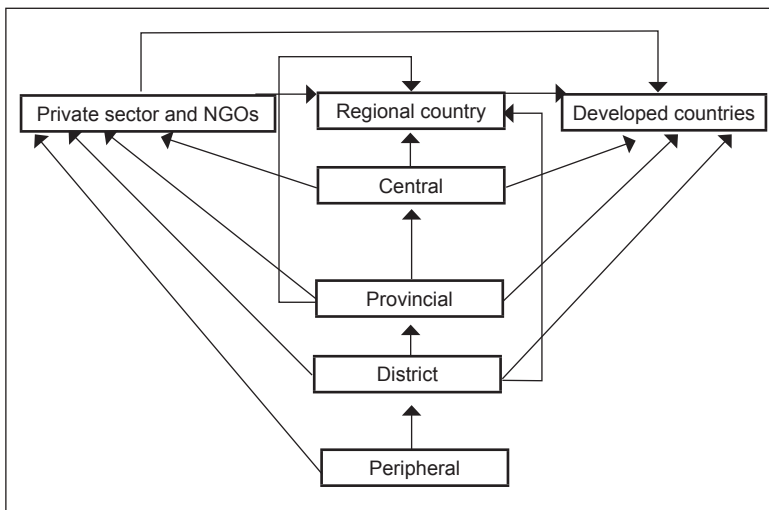 Private sector and NGOs
Regional country
Developed countries
Central
Provincial
District
Peripheral